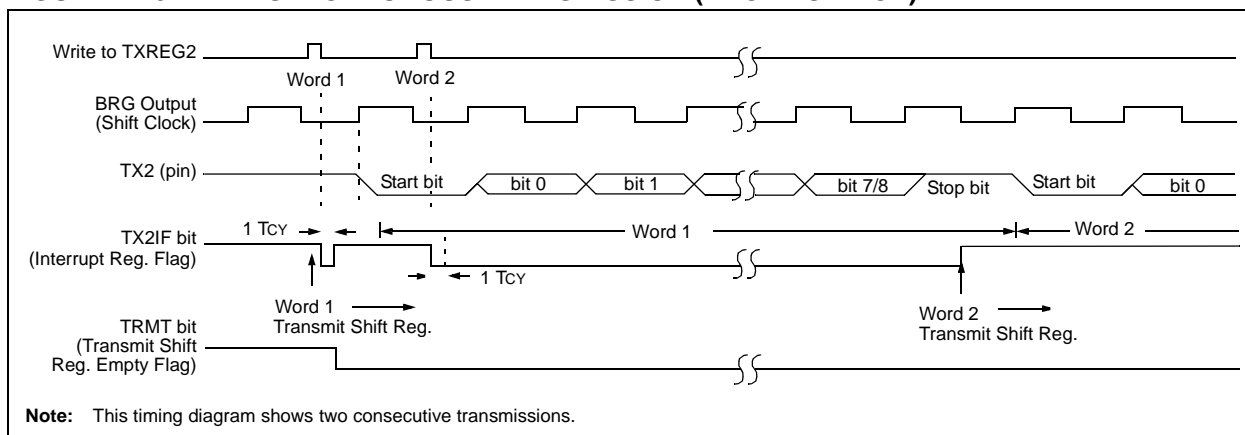 Write to TXREG2
Word 1
Word 2
BRG Output
(Shift Clock)
TX2 (pin)
Start bit
bit 0
bit 1
bit 7/8
Stop bit
Start bit
bit 0
1 TCY
Word 1
Word 2
TX2IF bit
(Interrupt Reg. Flag)
1 TCY
Word 1
Transmit Shift Reg.
Word 2
Transmit Shift Reg.
TRMT bit
(Transmit Shift
Reg. Empty Flag)
Note: This timing diagram shows two consecutive transmissions.